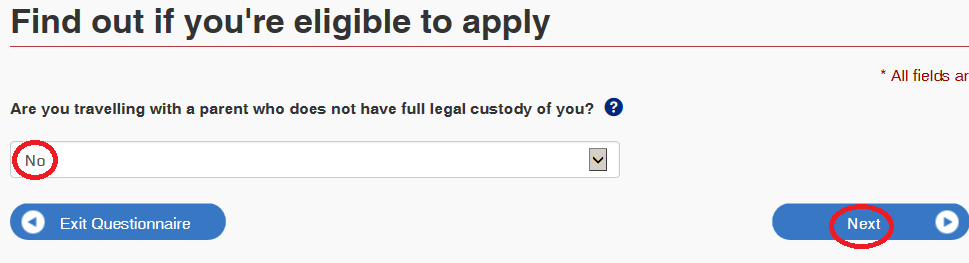 Find out if you're eligible to apply
* All fields ar
Are you travelling with a parent who does not have full legal custody of you? ?
No
Exit Questionnaire
Next